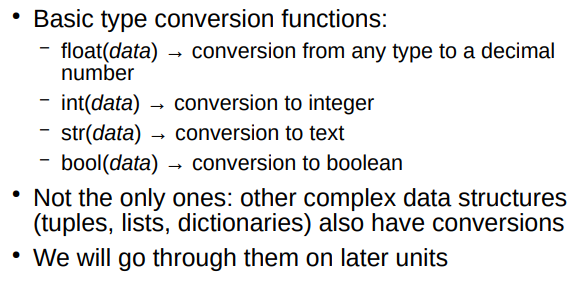 • Basic type conversion functions:
– float(data) → conversion from any type to a decimal
number
– int(data) → conversion to integer
– str(data) → conversion to text
– bool(data) → conversion to boolean
• Not the only ones: other complex data structures
(tuples, lists, dictionaries) also have conversions
• We will go through them on later units